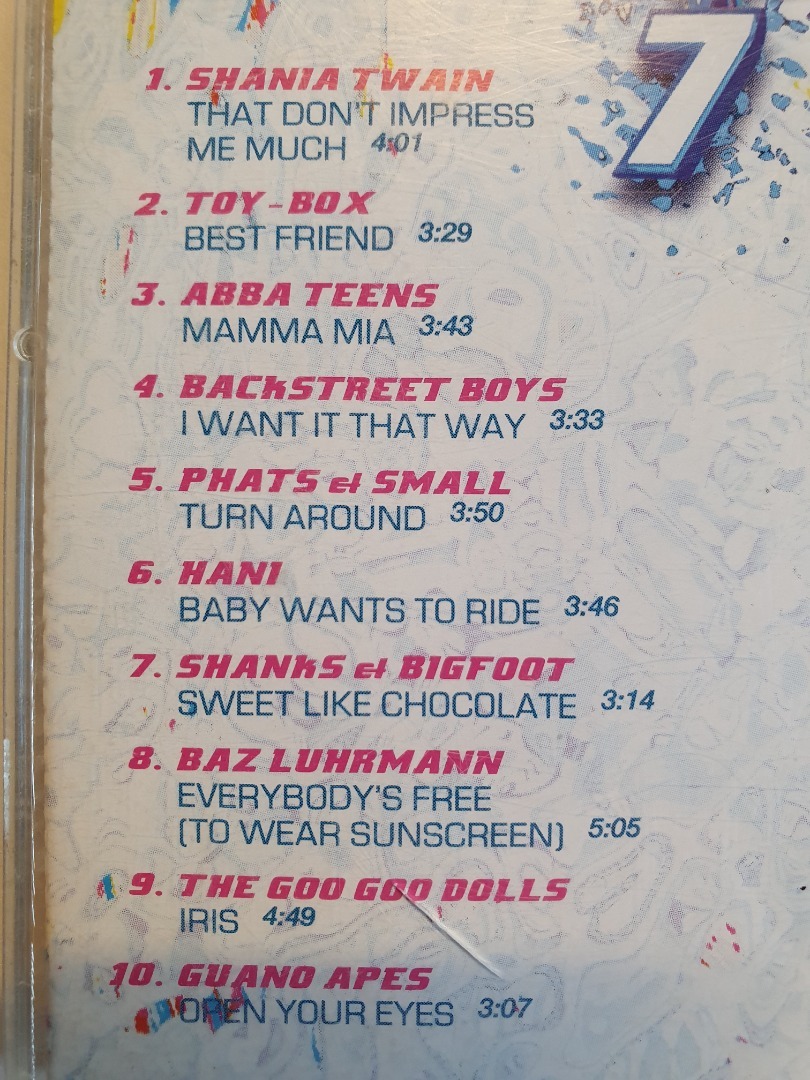 7
1. SHANIA TWAIN
THAT DON'T IMPRESS
ME MUCH 4:01
2. TOY-BOX
BEST FRIEND 3:29
3. ABBA TEENS
MAMMA MIA 3:43
4. BACKSTREET BOYS
I WANT IT THAT WAY 3:33
5. PHATS & SMALL
TURN AROUND 3:50
6. HANI
BABY WANTS TO RIDE 3:46
7. SHANKS & BIGFOOT
SWEET LIKE CHOCOLATE 3:14
8. BAZ LUHRMANN
EVERYBODY'S FREE
(TO WEAR SUNSCREEN) 5:05
9. THE GOO GOO DOLLS
IRIS 4:49
10. GUANO APES
OPEN YOUR EYES 3:07